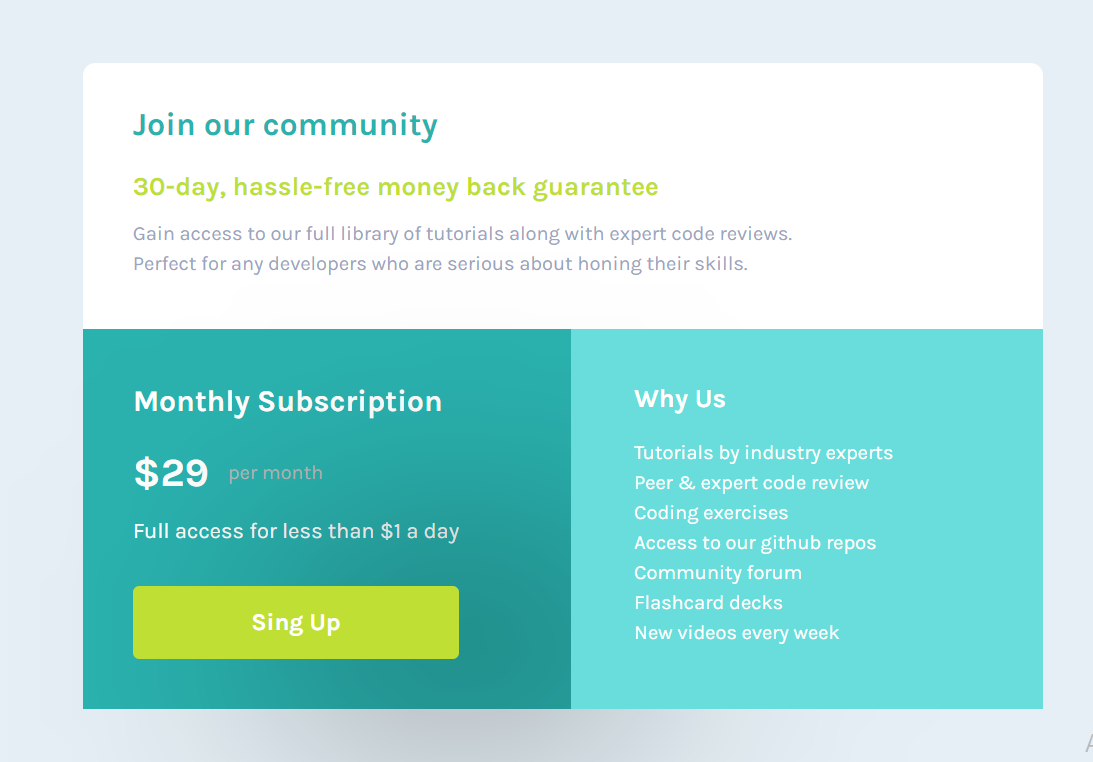 Join our community
30-day, hassle-free money back guarantee
Gain access to our full library of tutorials along with expert code reviews.
Perfect for any developers who are serious about honing their skills.
Monthly Subscription
$29 per month
Full access for less than $1 a day
Sing Up
Why Us
Tutorials by industry experts
Peer & expert code review
Coding exercises
Access to our github repos
Community forum
Flashcard decks
New videos every week